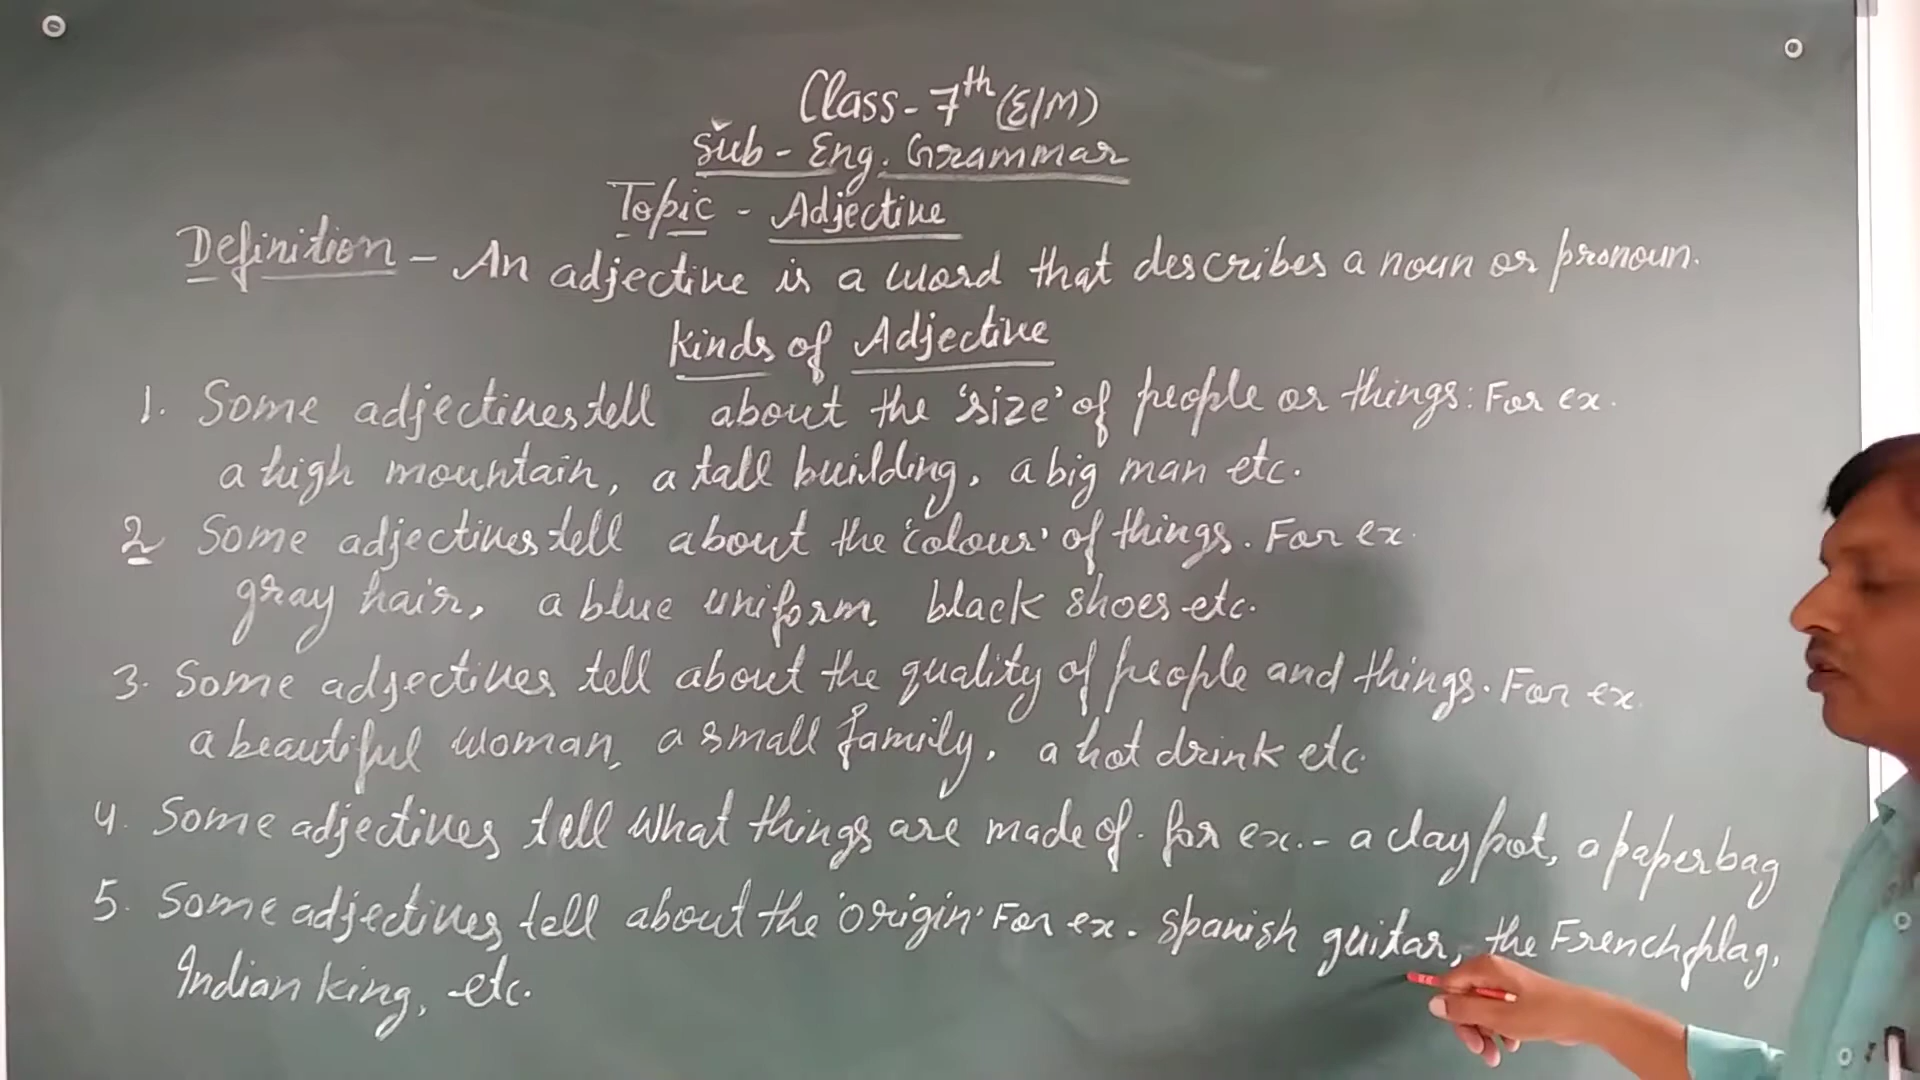 Class - 7th (E/M)
Sub - Eng. Grammar
Topic - Adjective
Definition - An adjective is a word that describes a noun or pronoun.
Kinds of Adjective
1. Some adjectives tell about the 'size' of people or things: For ex.
a high mountain, a tall building, a big man etc.
2 Some adjectives tell about the 'colour' of things. For ex.
gray hair, a blue uniform, black shoes etc.
3. Some adjectives tell about the quality of people and things. For ex.
a beautiful woman, a small family, a hot drink etc.
4. Some adjectives tell what things are made of. for ex. - a clay pot, a paper bag
5. Some adjectives tell about the 'origin' For ex. Spanish guitar, the French flag,
Indian king, etc.